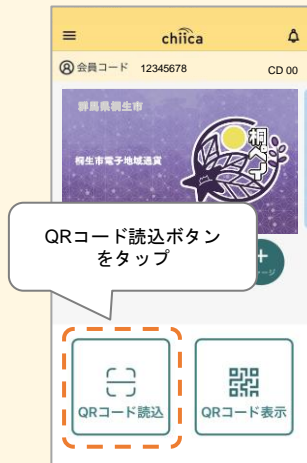 chiica
会員コード 12345678
CD 00
群馬県桐生市
桐生市電子地域通貨
桐ペイ
QRコード読込ボタン
をタップ
ージ
QRコード読込
QRコード表示